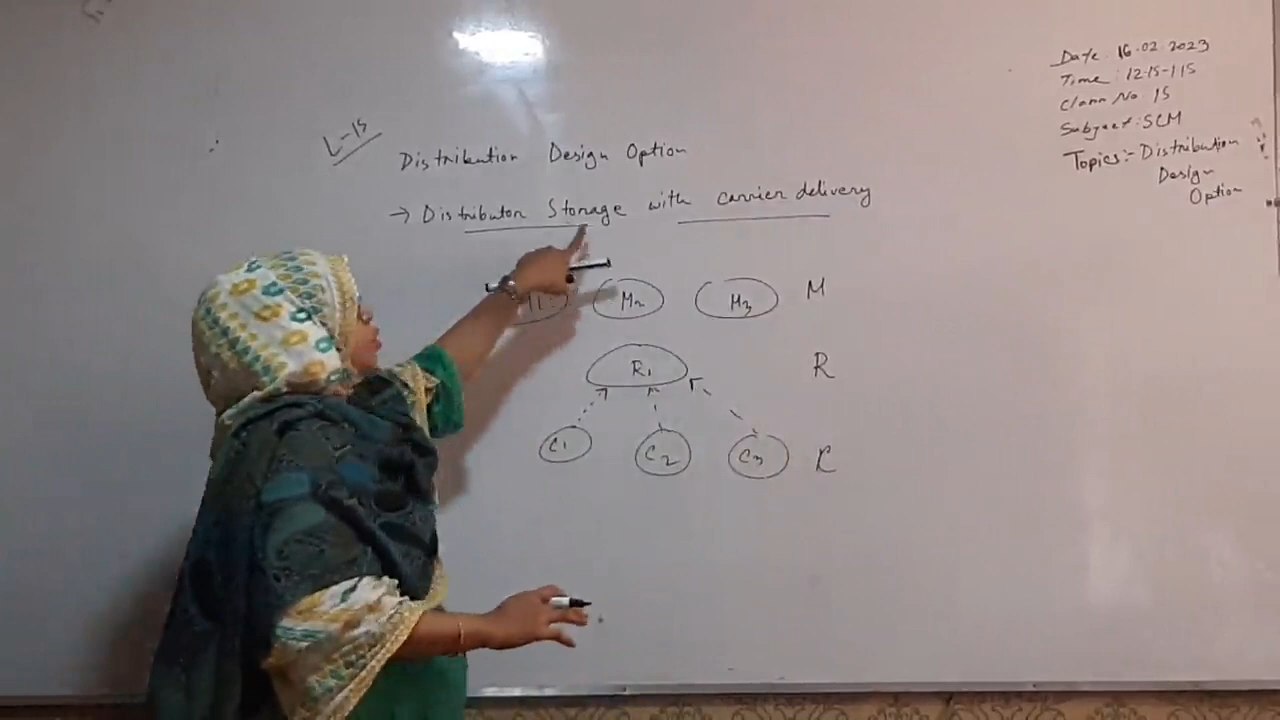 L-15
Distribution Design Option
→ Distributor Storage with carrier delivery
M2 M3 M
R1 R
C1 C2 C3 C
Date: 16.02.2023
Time: 12.15-1.15
Class No. 15
Subject: SCM
Topics:- Distribution
Design
Option